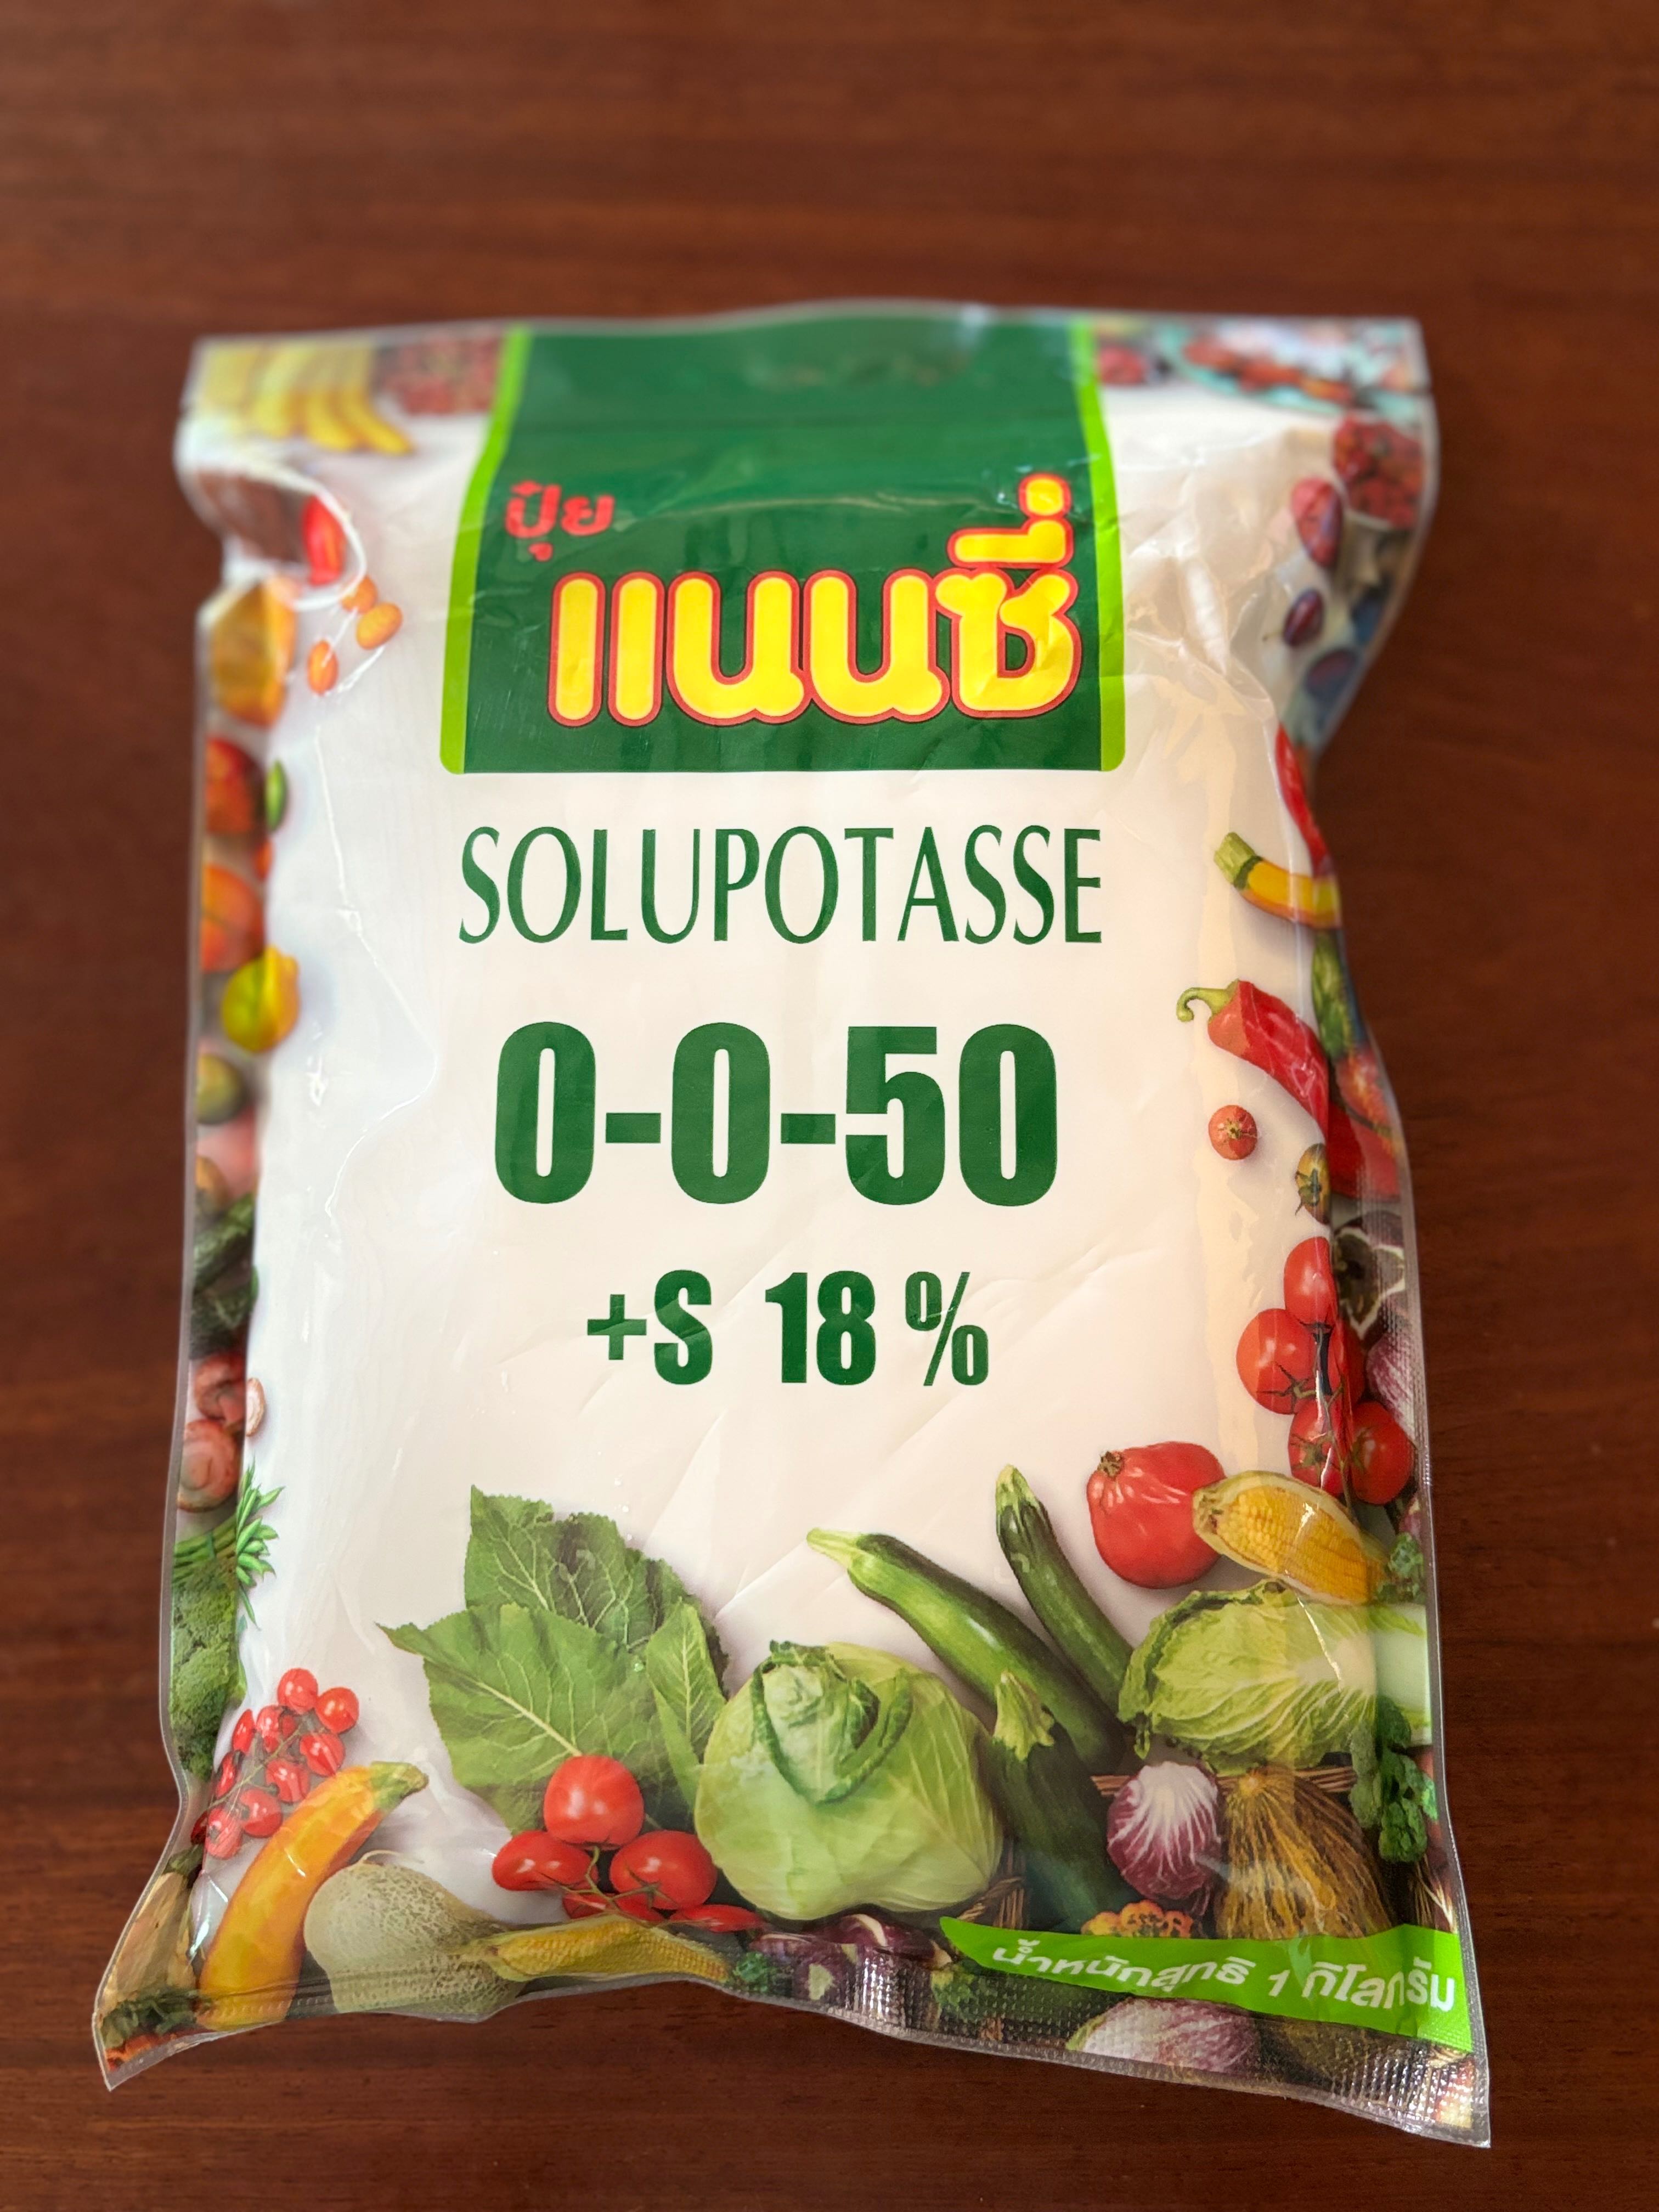 ปุ๋ย
แนนซี่
SOLUPOTASSE
0-0-50
+S 18 %
น้ำหนักสุทธิ 1 กิโลกรัม